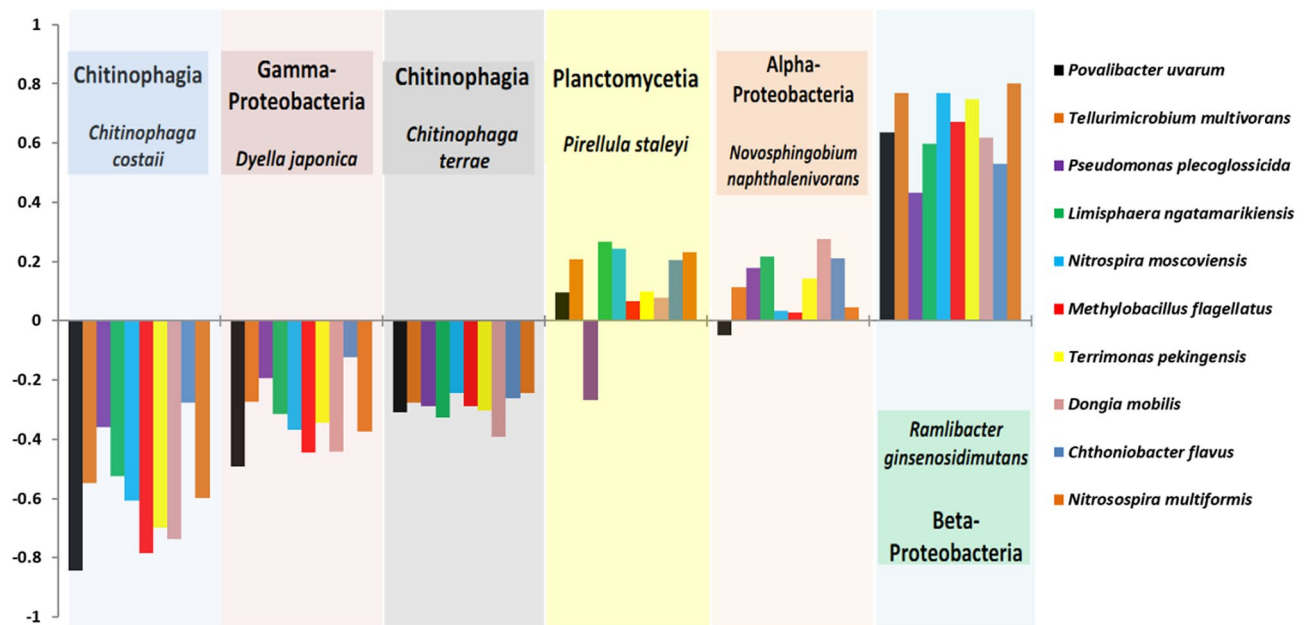 1
0.8
0.6
0.4
0.2
0
-0.2
-0.4
-0.6
-0.8
-1
Chitinophagia
Chitinophaga
costaii
Gamma-
Proteobacteria
Dyella japonica
Chitinophagia
Chitinophaga
terrae
Planctomycetia
Pirellula staleyi
Alpha-
Proteobacteria
Novosphingobium
naphthalenivorans
Ramlibacter
ginsenosidimutans
Beta-
Proteobacteria
Povalibacter uvarum
Tellurimicrobium multivorans
Pseudomonas plecoglossicida
Limisphaera ngatamarikiensis
Nitrospira moscoviensis
Methylobacillus flagellatus
Terrimonas pekingensis
Dongia mobilis
Chthoniobacter flavus
Nitrosospira multiformis